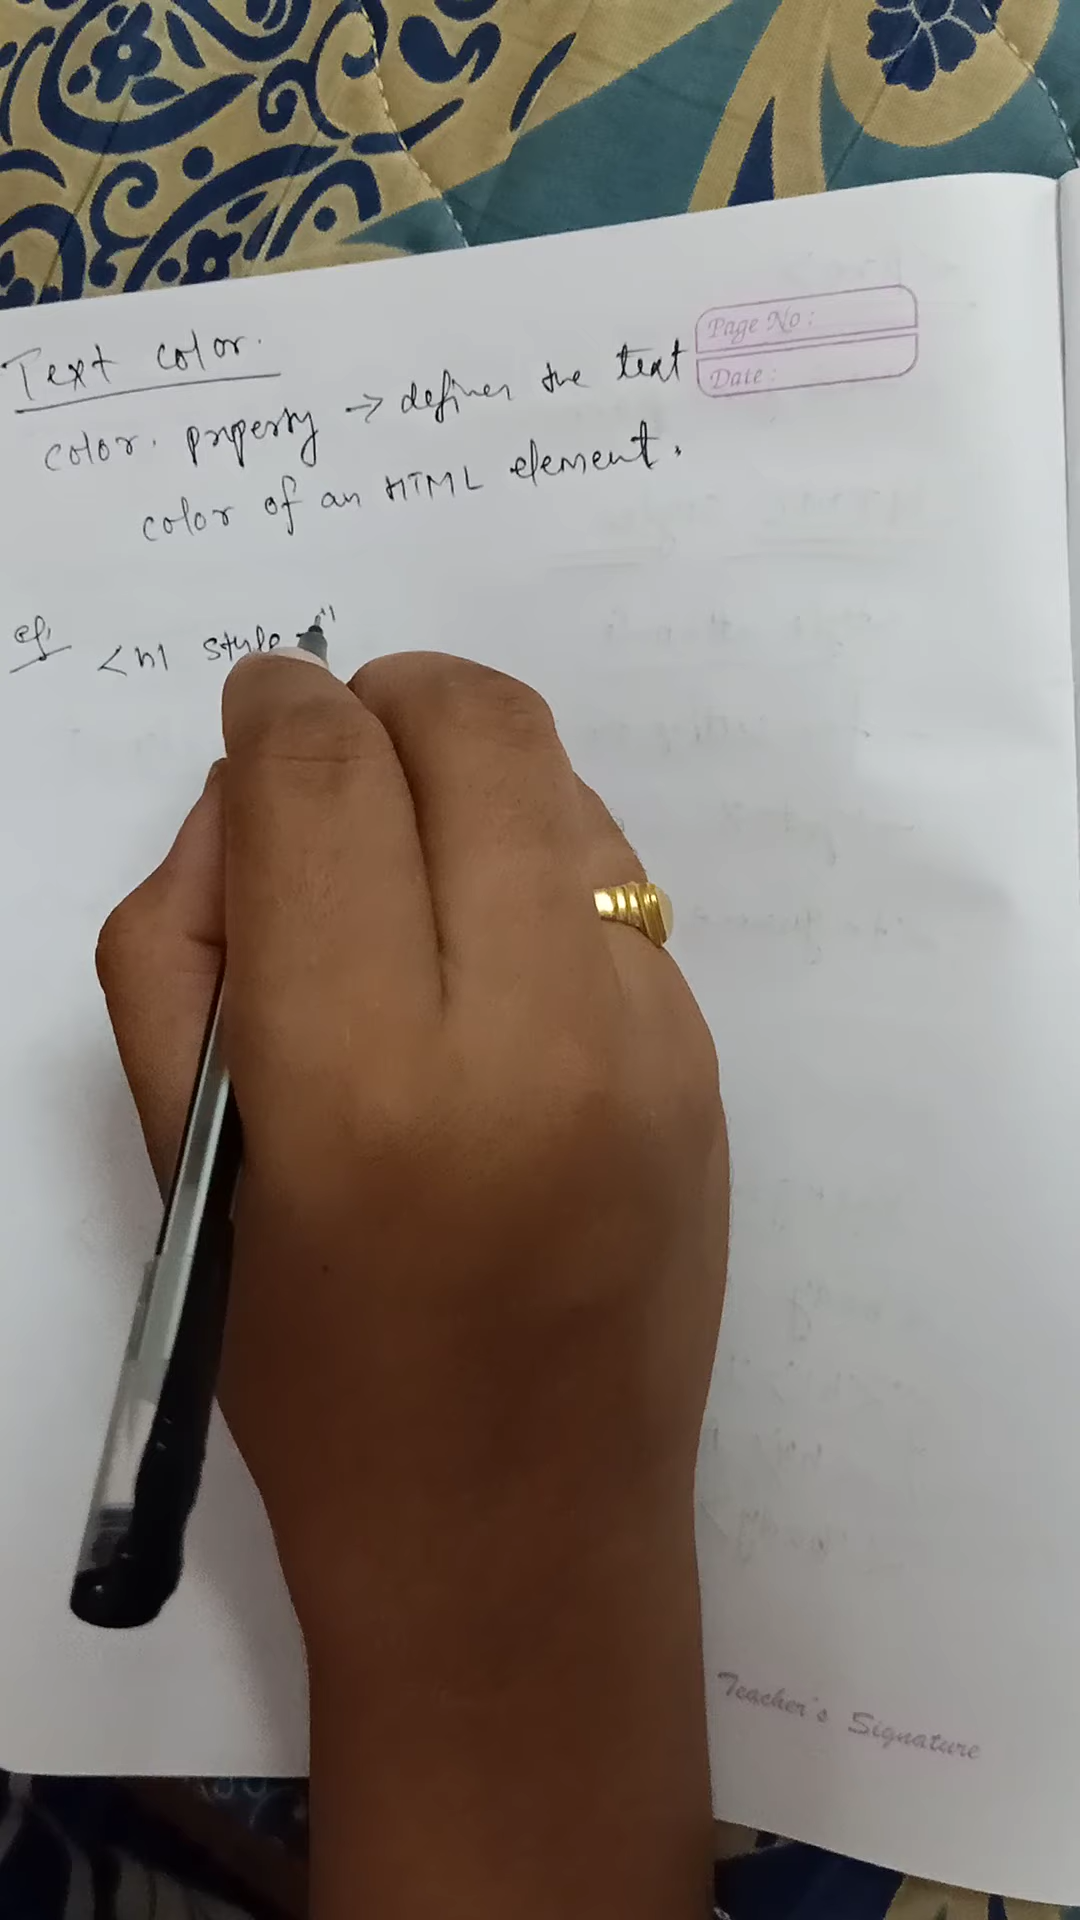 Text color.
Page No :
Date :
color. property → defines the text
color of an HTML element.
eg. <h1 style="
Teacher's Signature